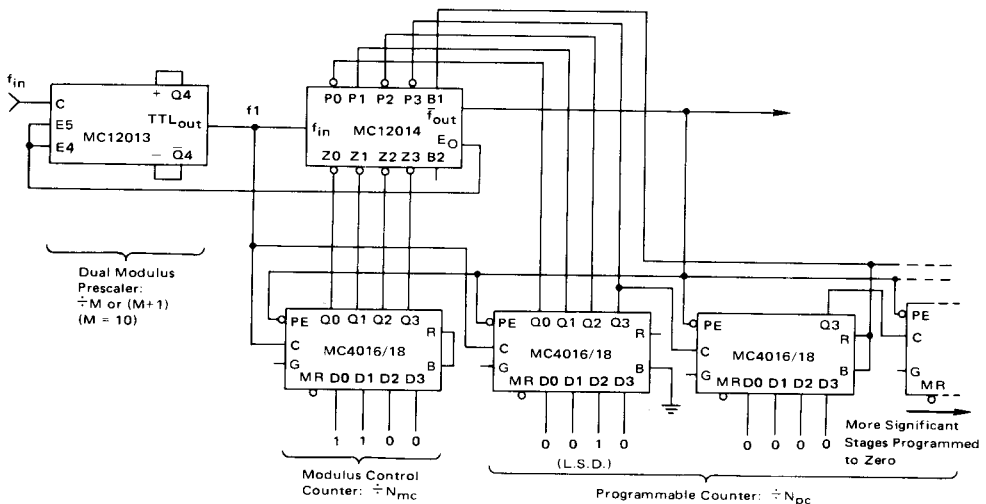 P0 P1 P2 P3 B1
f̅out
fin
MC12014
EO
Z0 Z1 Z2 Z3 B2
fin
C
E5
E4
+ Q4
TTLout
MC12013
− Q̅4
f1
Dual Modulus
Prescaler:
÷M or (M+1)
(M = 10)
PE Q0 Q1 Q2 Q3
R
C
MC4016/18
G
B
MR D0 D1 D2 D3
1 1 0 0
Modulus Control
Counter: ÷Nmc
PE Q0 Q1 Q2 Q3
R
C
MC4016/18
G
B
MR D0 D1 D2 D3
0 0 1 0
(L.S.D.)
PE Q3
R
C
MC4016/18
G
B
MR D0 D1 D2 D3
0 0 0 0
PE
C
G
MR
More Significant
Stages Programmed
to Zero
Programmable Counter: ÷Npc